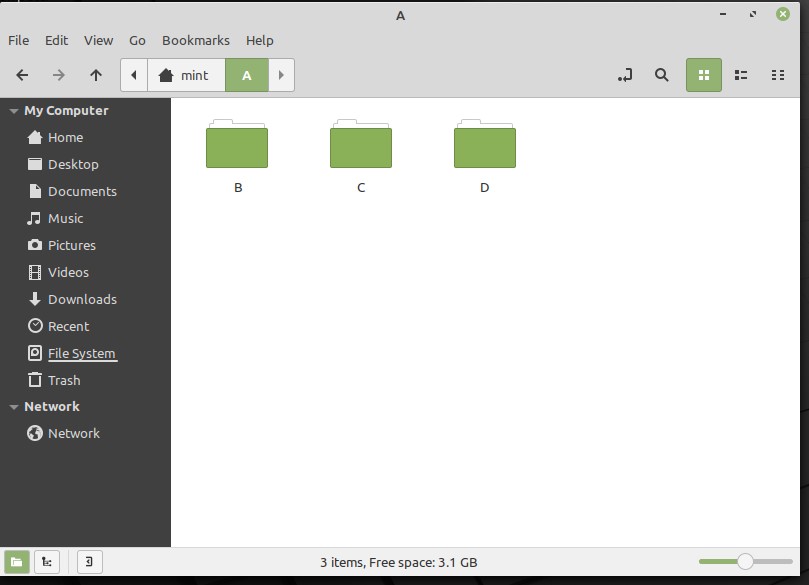 A
File Edit View Go Bookmarks Help
mint A
My Computer
Home
Desktop
Documents
Music
Pictures
Videos
Downloads
Recent
File System
Trash
Network
Network
B C D
3 items, Free space: 3.1 GB